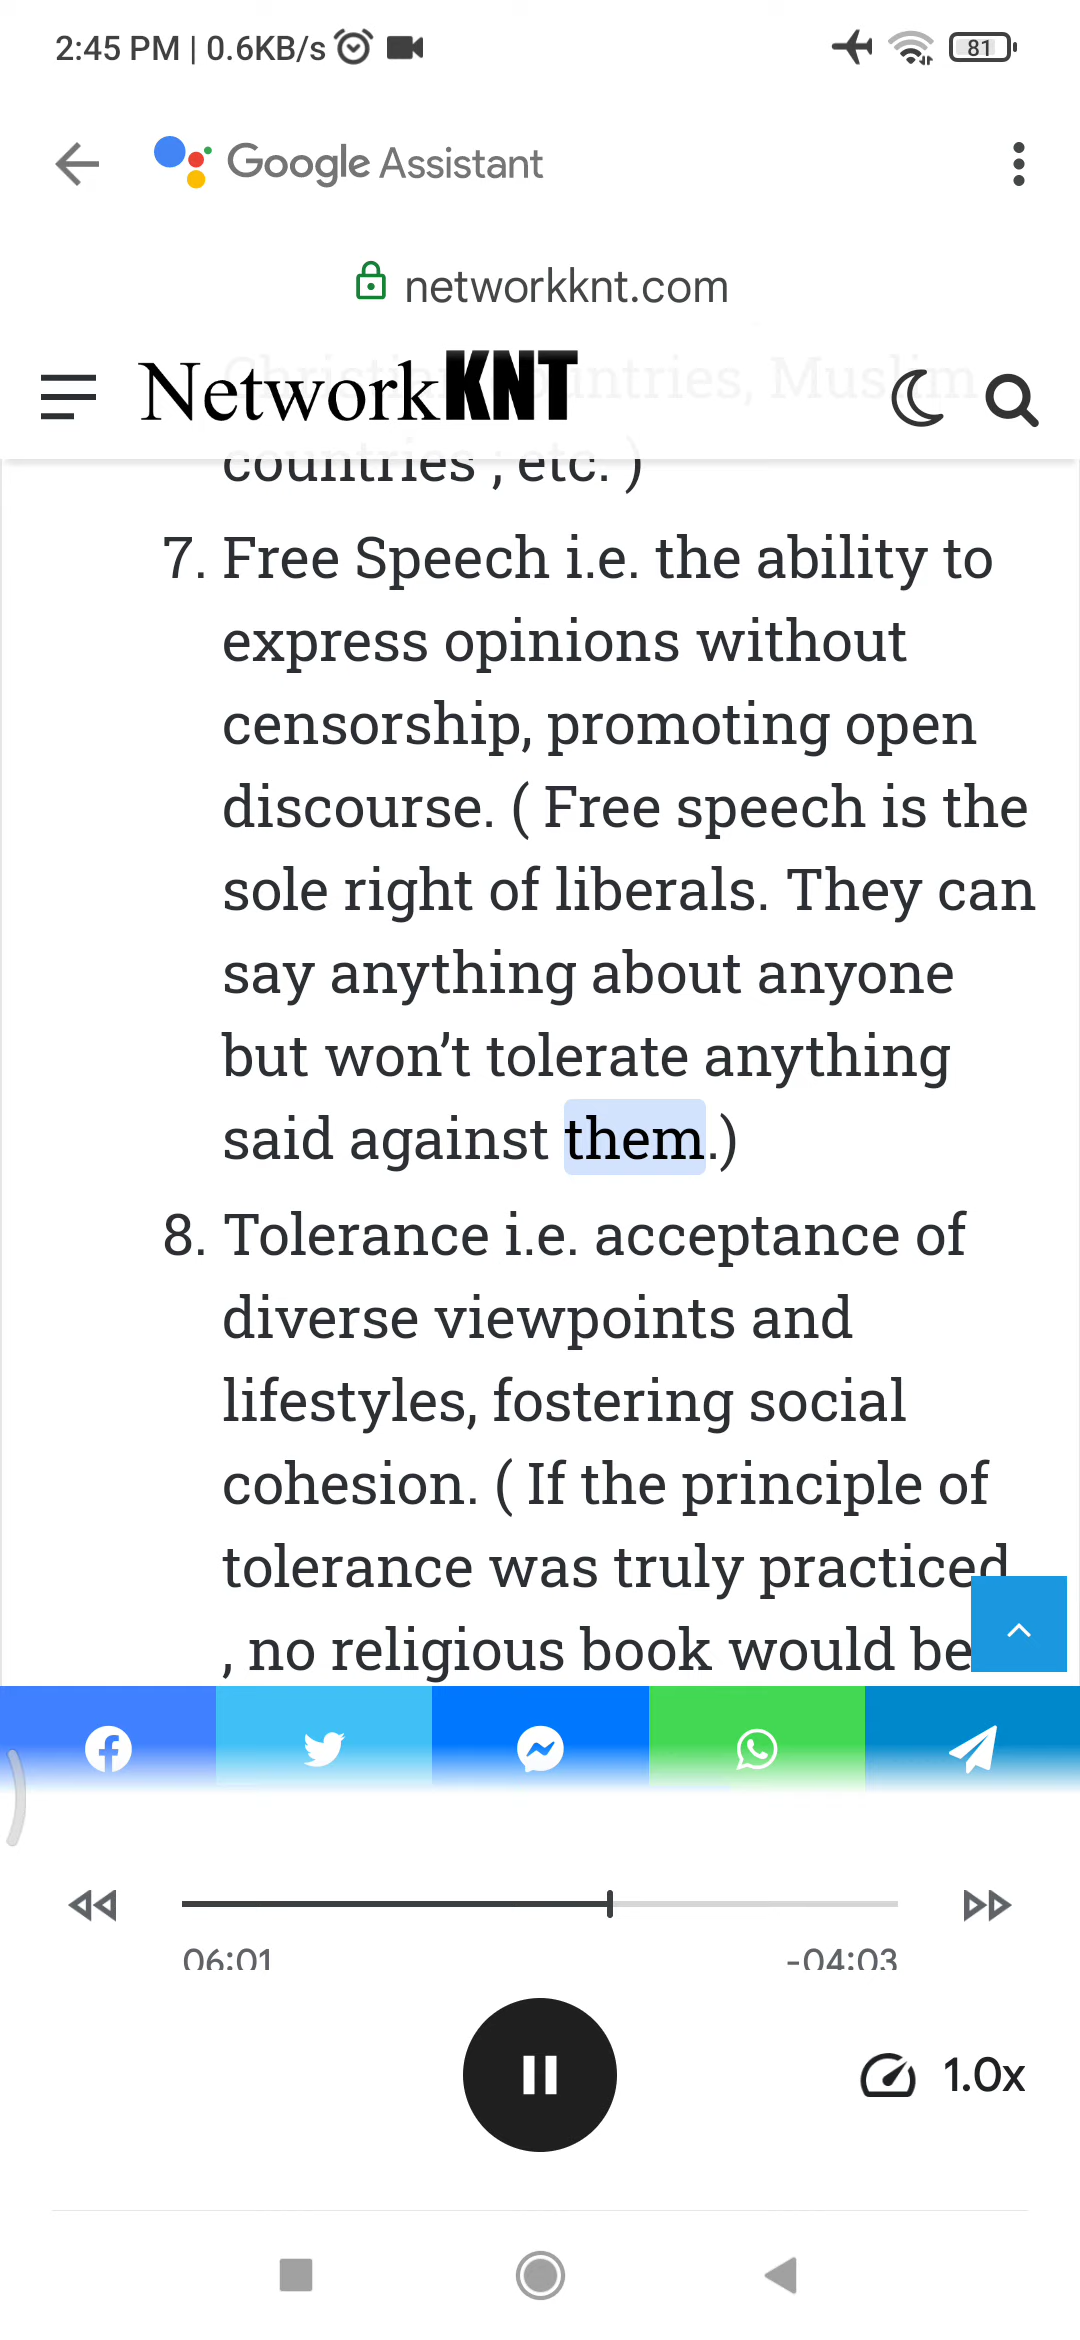 2:45 PM | 0.6KB/s
81
Google Assistant
networkknt.com
Christian countries, Muslim
NetworkKNT
countries ; etc. )
7. Free Speech i.e. the ability to
express opinions without
censorship, promoting open
discourse. ( Free speech is the
sole right of liberals. They can
say anything about anyone
but won’t tolerate anything
said against them.)
8. Tolerance i.e. acceptance of
diverse viewpoints and
lifestyles, fostering social
cohesion. ( If the principle of
tolerance was truly practiced
, no religious book would be
06:01
-04:03
1.0x